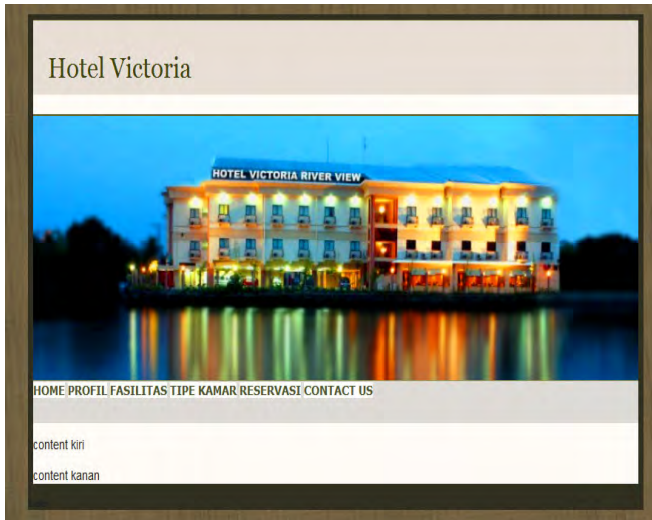 Hotel Victoria
HOTEL VICTORIA RIVER VIEW
HOME PROFIL FASILITAS TIPE KAMAR RESERVASI CONTACT US
content kiri
content kanan